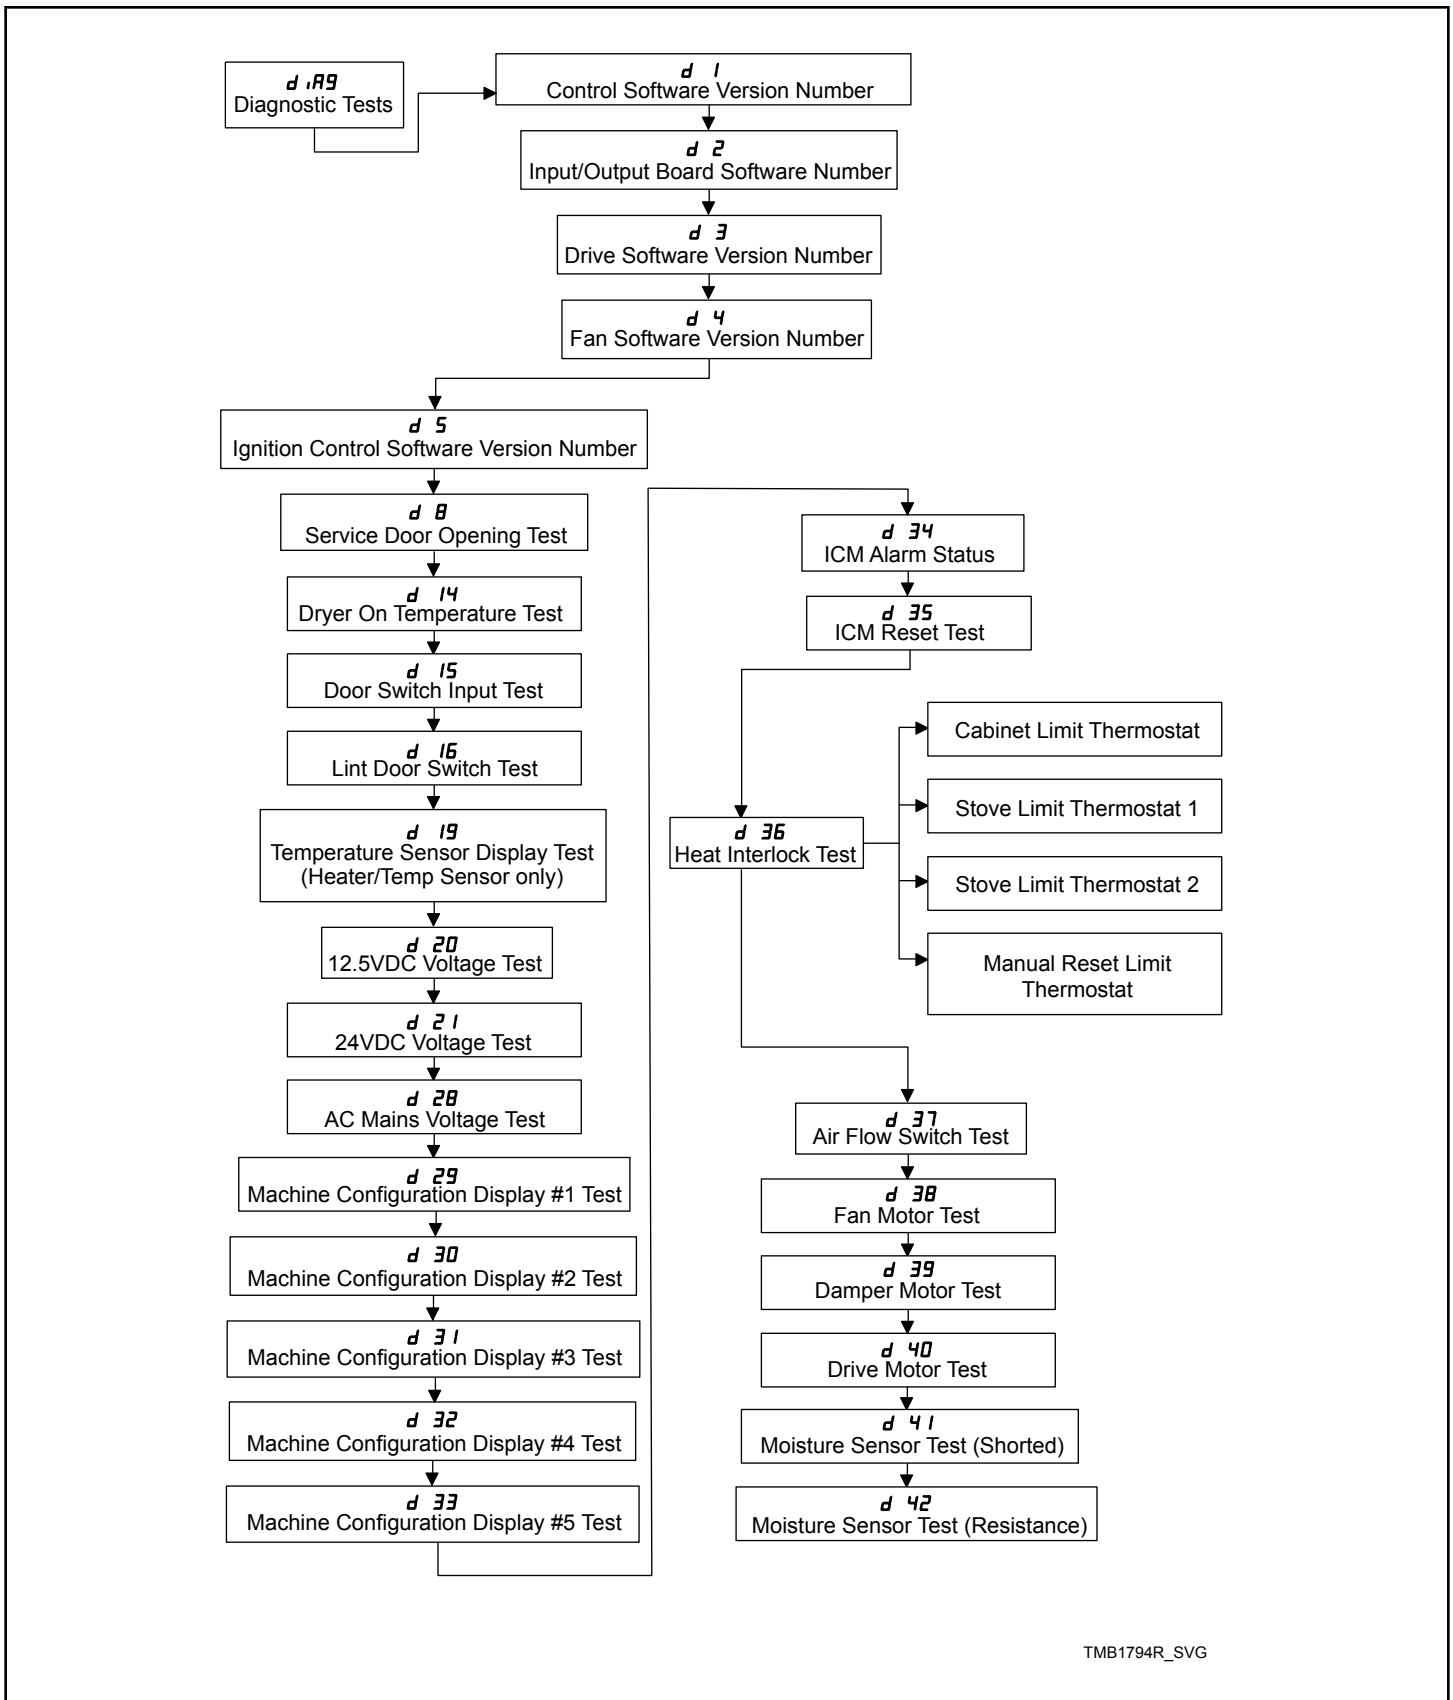 d iA9
Diagnostic Tests
d 1
Control Software Version Number
d 2
Input/Output Board Software Number
d 3
Drive Software Version Number
d 4
Fan Software Version Number
d 5
Ignition Control Software Version Number
d 8
Service Door Opening Test
d 14
Dryer On Temperature Test
d 15
Door Switch Input Test
d 16
Lint Door Switch Test
d 19
Temperature Sensor Display Test
(Heater/Temp Sensor only)
d 20
12.5VDC Voltage Test
d 21
24VDC Voltage Test
d 28
AC Mains Voltage Test
d 29
Machine Configuration Display #1 Test
d 30
Machine Configuration Display #2 Test
d 31
Machine Configuration Display #3 Test
d 32
Machine Configuration Display #4 Test
d 33
Machine Configuration Display #5 Test
d 34
ICM Alarm Status
d 35
ICM Reset Test
d 36
Heat Interlock Test
Cabinet Limit Thermostat
Stove Limit Thermostat 1
Stove Limit Thermostat 2
Manual Reset Limit
Thermostat
d 37
Air Flow Switch Test
d 38
Fan Motor Test
d 39
Damper Motor Test
d 40
Drive Motor Test
d 41
Moisture Sensor Test (Shorted)
d 42
Moisture Sensor Test (Resistance)
TMB1794R_SVG